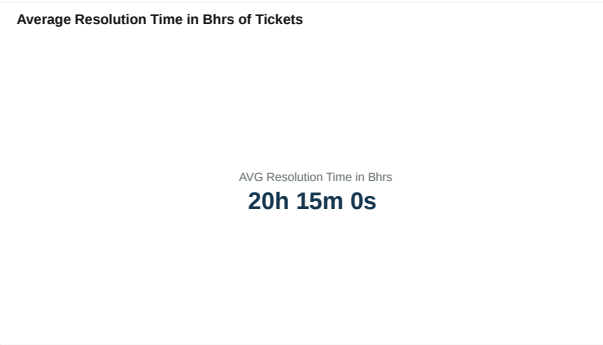 Average Resolution Time in Bhrs of Tickets
AVG Resolution Time in Bhrs
20h 15m 0s